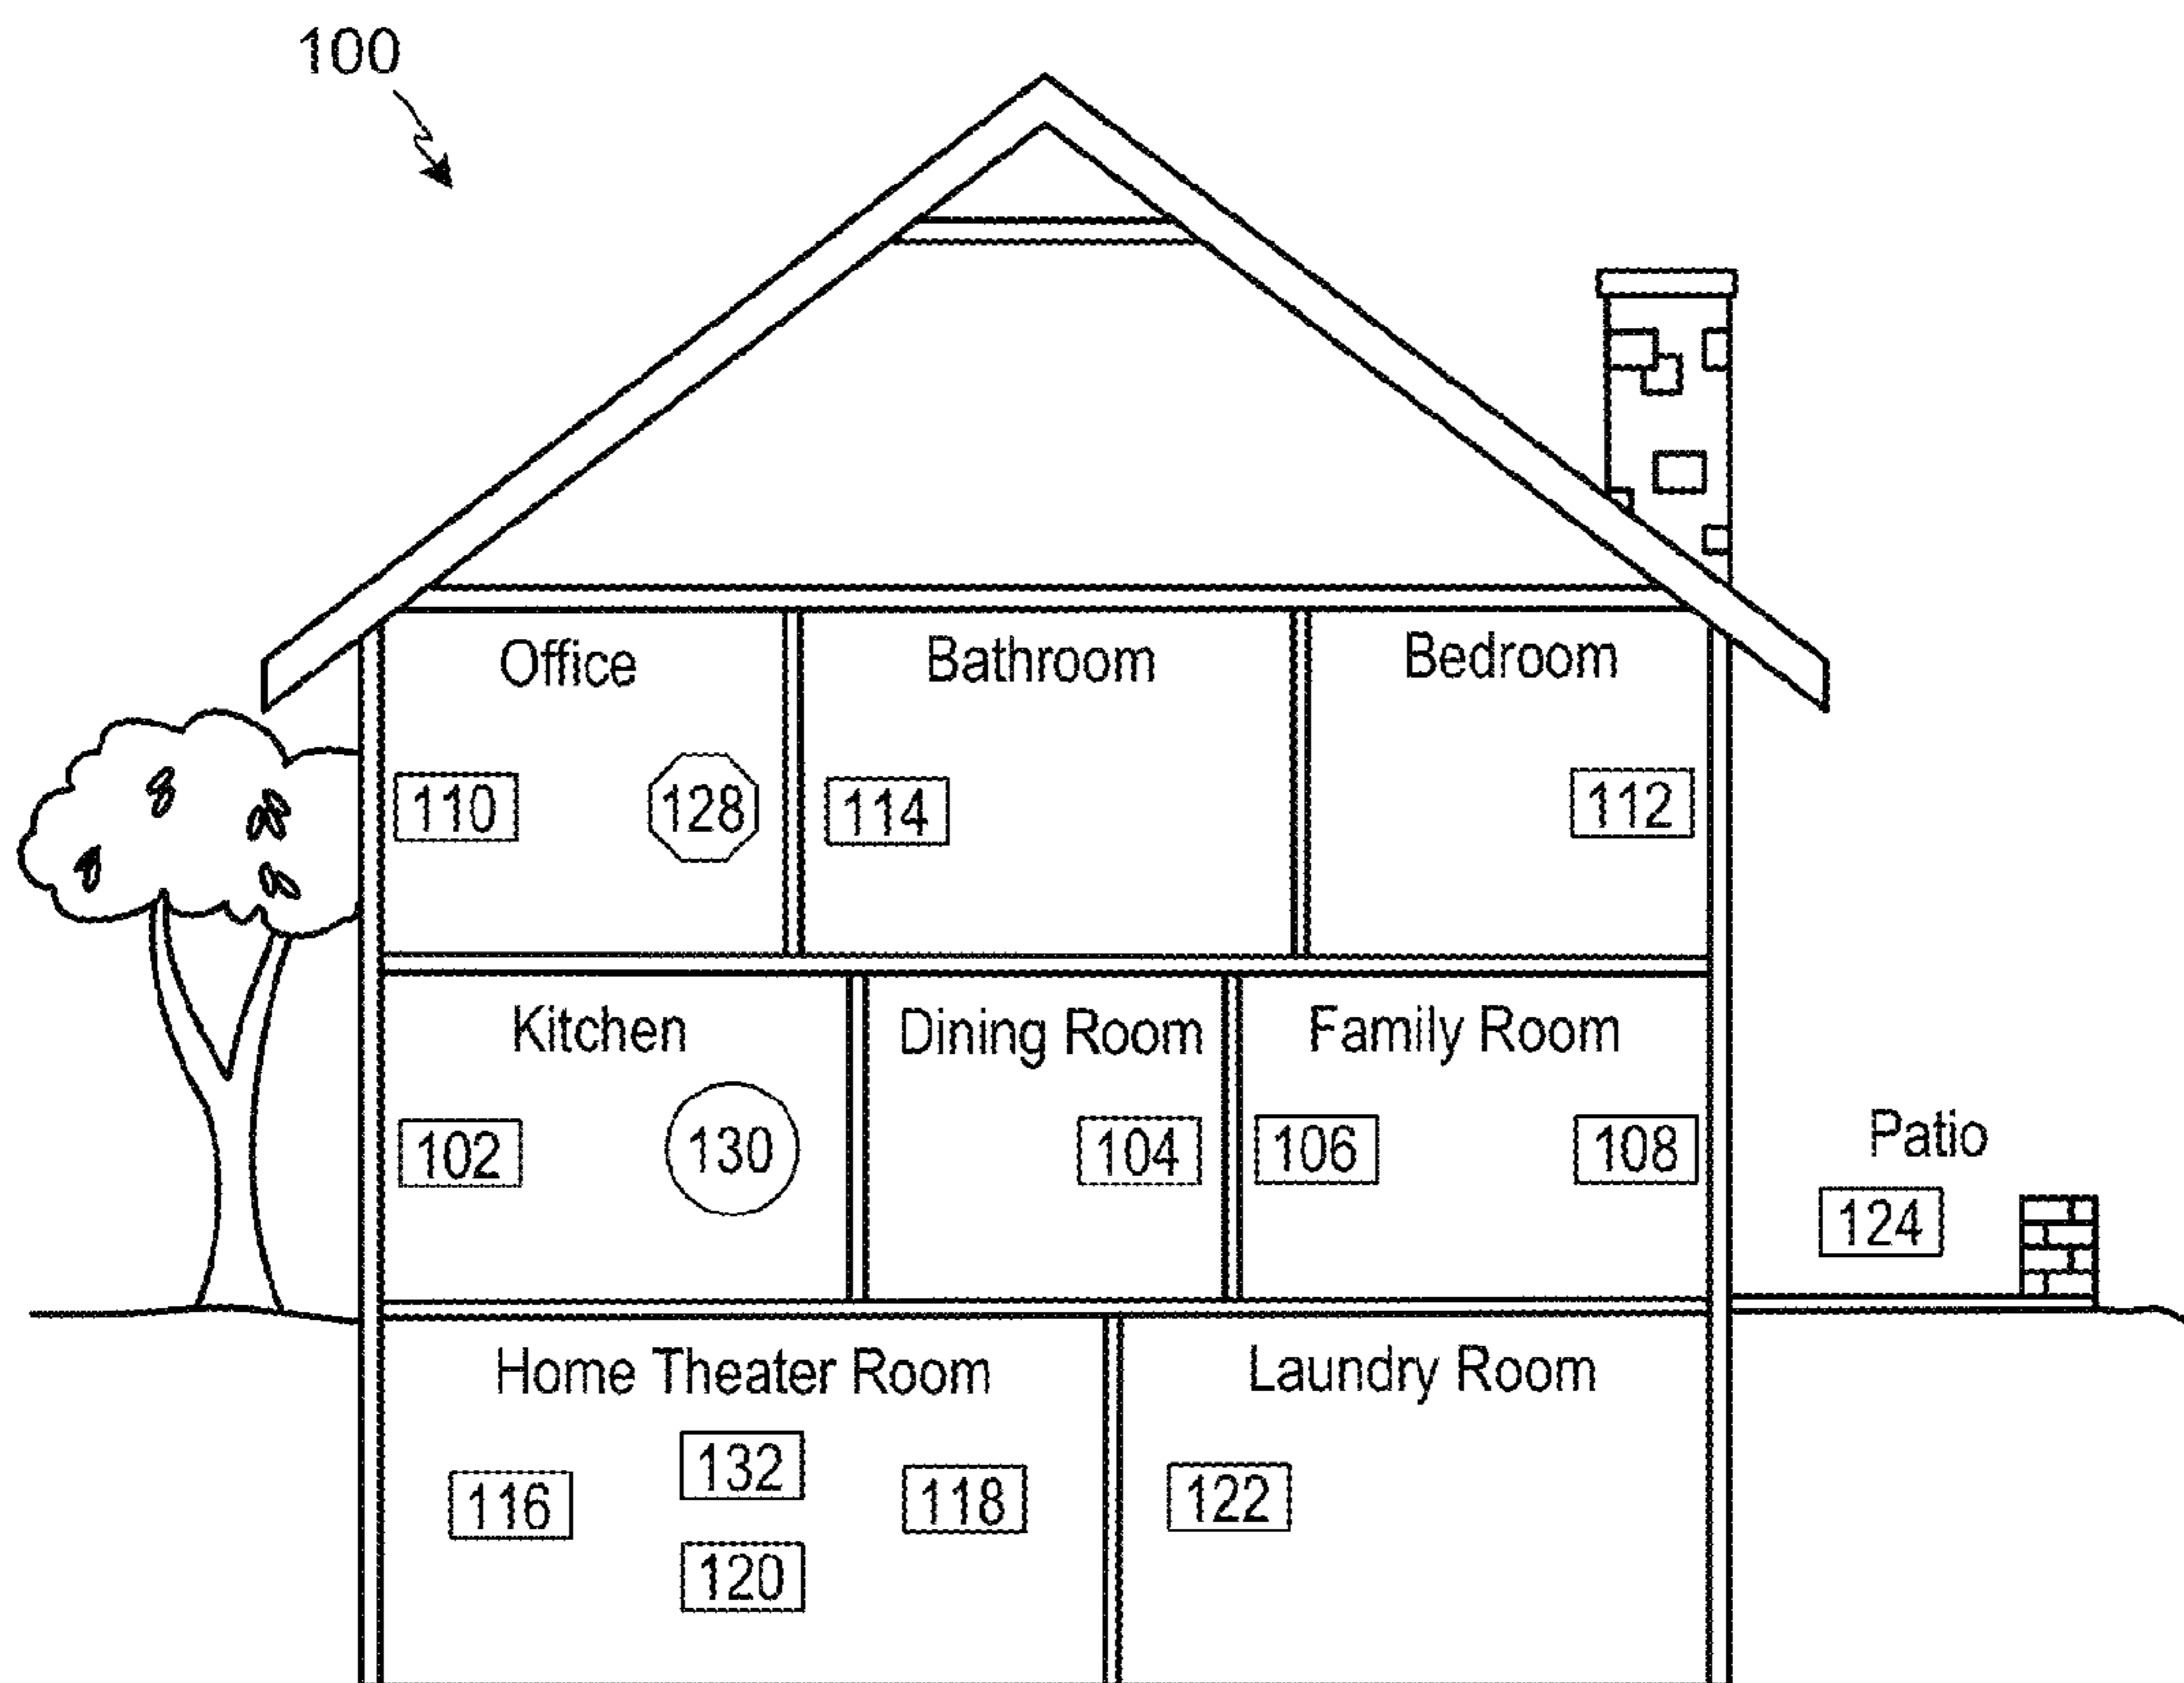 100
Office
Bathroom
Bedroom
110
128
114
112
Kitchen
Dining Room
Family Room
102
130
104
106
108
Patio
124
Home Theater Room
Laundry Room
116
132
118
122
120